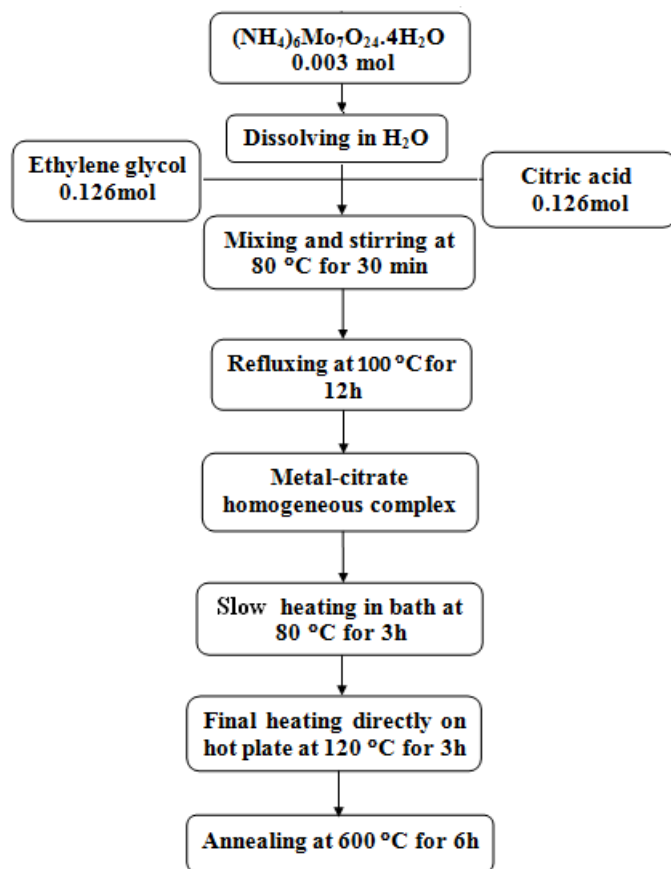 (NH₄)₆Mo₇O₂₄.4H₂O
0.003 mol
Dissolving in H₂O
Ethylene glycol
0.126mol
Citric acid
0.126mol
Mixing and stirring at
80 °C for 30 min
Refluxing at 100 °C for
12h
Metal-citrate
homogeneous complex
Slow heating in bath at
80 °C for 3h
Final heating directly on
hot plate at 120 °C for 3h
Annealing at 600 °C for 6h